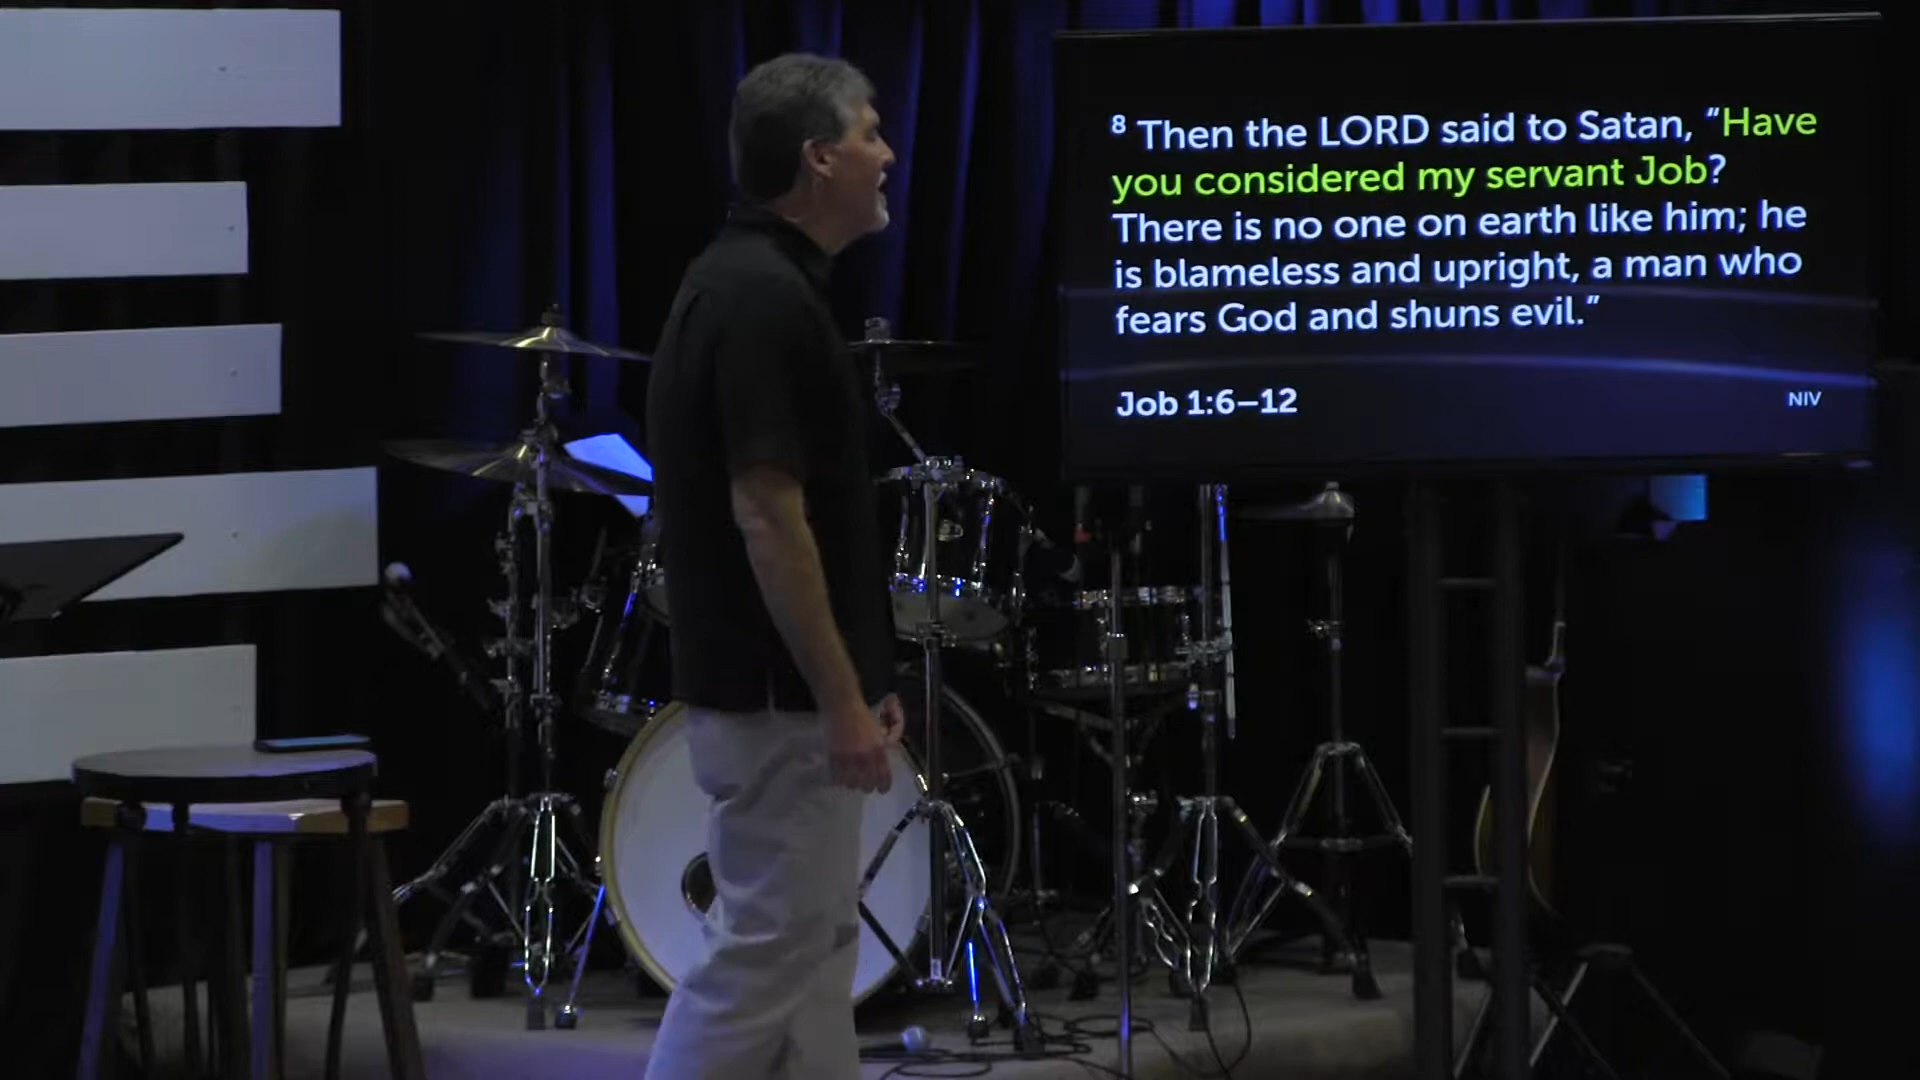 ⁸ Then the LORD said to Satan, “Have
you considered my servant Job?
There is no one on earth like him; he
is blameless and upright, a man who
fears God and shuns evil.”
Job 1:6–12
NIV